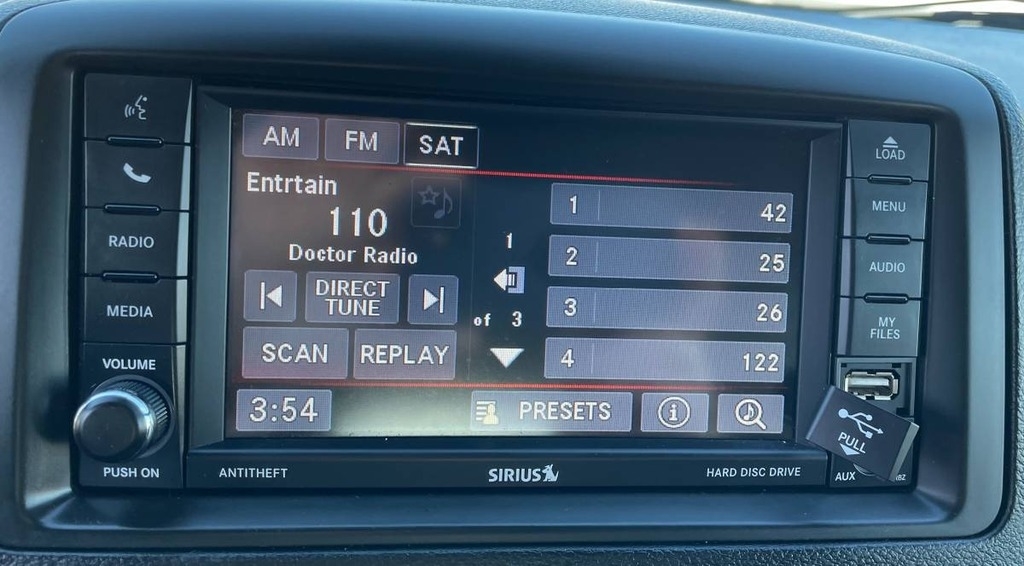 AM FM SAT
Entrtain
110
Doctor Radio
DIRECT
TUNE
SCAN REPLAY
1
of 3
1 42
2 25
3 26
4 122
3:54 PRESETS
RADIO
MEDIA
VOLUME
PUSH ON
LOAD
MENU
AUDIO
MY
FILES
PULL
AUX
ANTITHEFT SIRIUS HARD DISC DRIVE